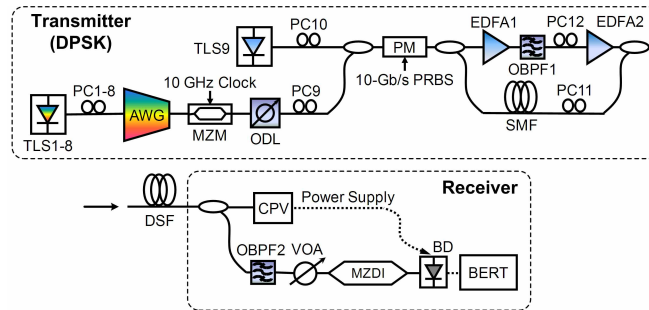 Transmitter
(DPSK)
TLS9
PC10
PM
10-Gb/s PRBS
EDFA1
OBPF1
PC12
EDFA2
SMF
PC11
TLS1-8
PC1-8
AWG
10 GHz Clock
MZM
ODL
PC9
DSF
Receiver
CPV
Power Supply
OBPF2
VOA
MZDI
BD
BERT